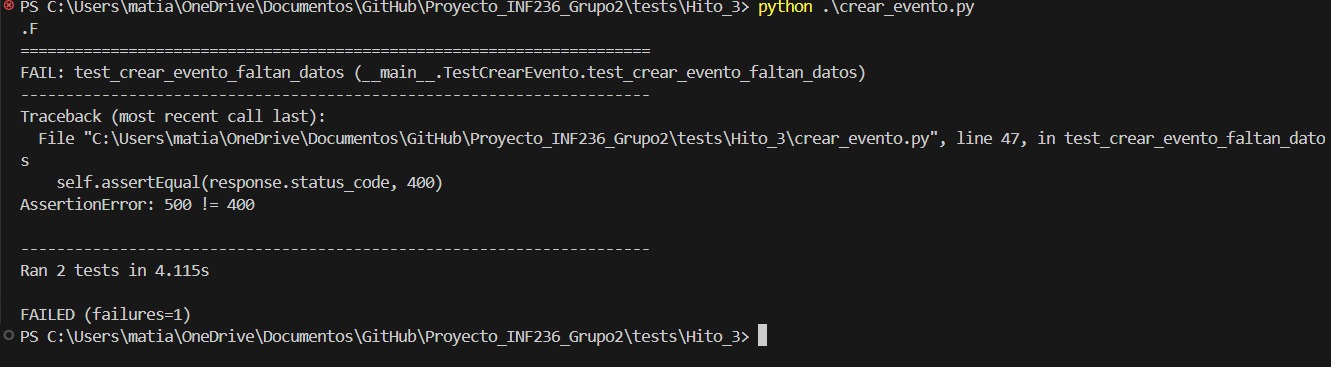 PS C:\Users\matia\OneDrive\Documentos\GitHub\Proyecto_INF236_Grupo2\tests\Hito_3> python .\crear_evento.py
.F
======================================================================
FAIL: test_crear_evento_faltan_datos (__main__.TestCrearEvento.test_crear_evento_faltan_datos)
----------------------------------------------------------------------
Traceback (most recent call last):
  File "C:\Users\matia\OneDrive\Documentos\GitHub\Proyecto_INF236_Grupo2\tests\Hito_3\crear_evento.py", line 47, in test_crear_evento_faltan_dato
s
    self.assertEqual(response.status_code, 400)
AssertionError: 500 != 400
----------------------------------------------------------------------
Ran 2 tests in 4.115s
FAILED (failures=1)
PS C:\Users\matia\OneDrive\Documentos\GitHub\Proyecto_INF236_Grupo2\tests\Hito_3>